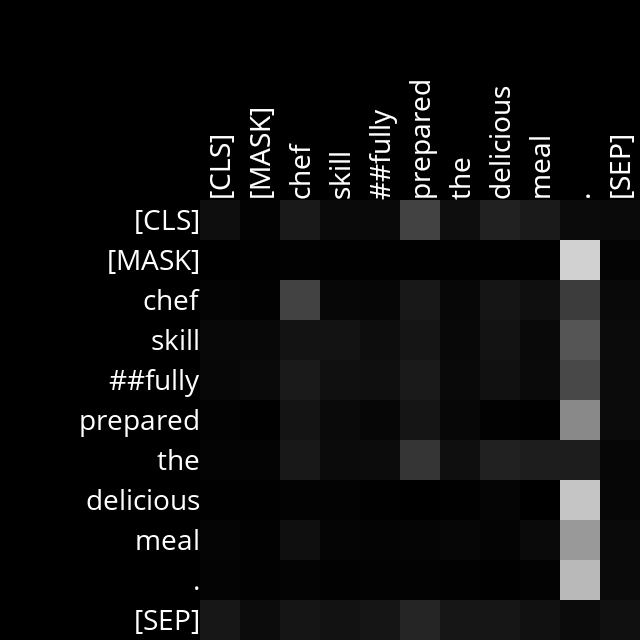 [CLS] [MASK] chef skill ##fully prepared the delicious meal . [SEP]
[CLS]
[MASK]
chef
skill
##fully
prepared
the
delicious
meal
.
[SEP]